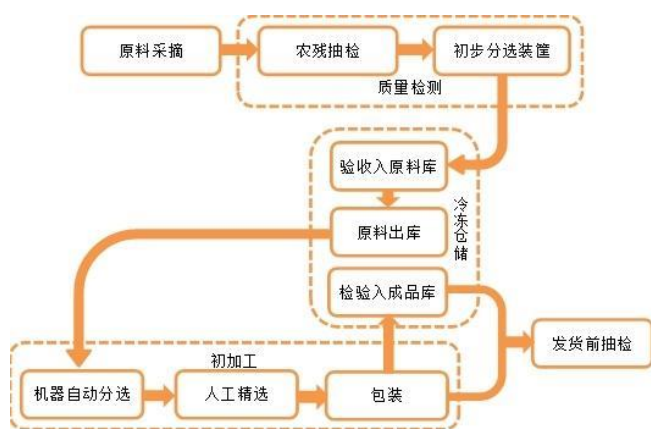 原料采摘
农残抽检
初步分选装筐
质量检测
验收入原料库
原料出库
检验入成品库
冷冻仓储
发货前抽检
初加工
机器自动分选
人工精选
包装